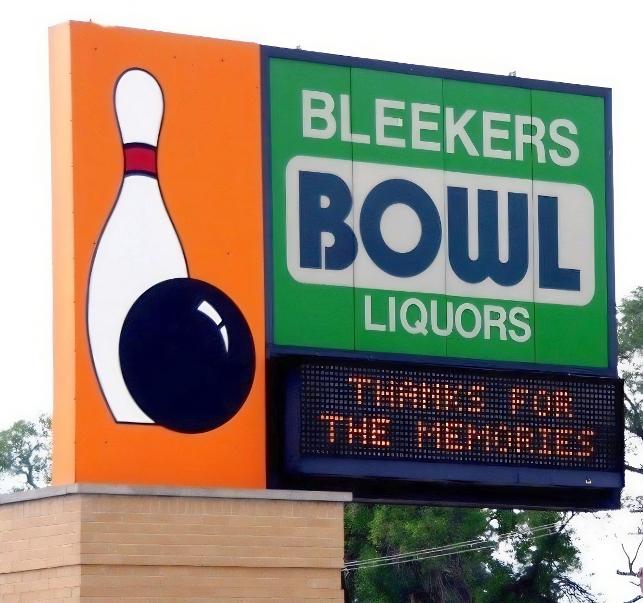 BLEEKERS
BOWL
LIQUORS
THANKS FOR
THE MEMORIES